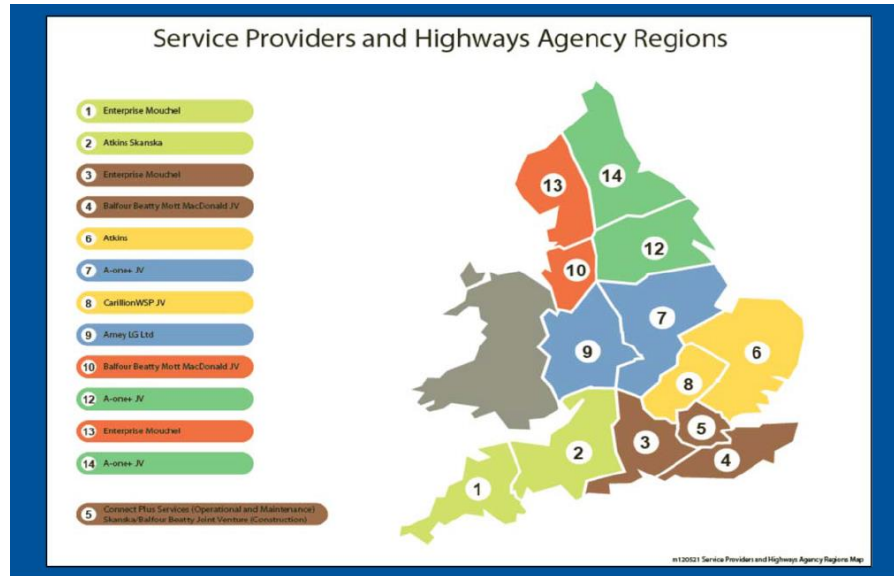 Service Providers and Highways Agency Regions
1 Enterprise Mouchel
2 Atkins Skanska
3 Enterprise Mouchel
4 Balfour Beatty Mott MacDonald JV
6 Atkins
7 A-one+ JV
8 CarillionWSP JV
9 Amey LG Ltd
10 Balfour Beatty Mott MacDonald JV
12 A-one+ JV
13 Enterprise Mouchel
14 A-one+ JV
5 Connect Plus Services (Operational and Maintenance)
Skanska/Balfour Beatty Joint Venture (Construction)
14
13
12
10
7
9
6
8
5
3
2
4
1
m120521 Service Providers and Highways Agency Regions Map